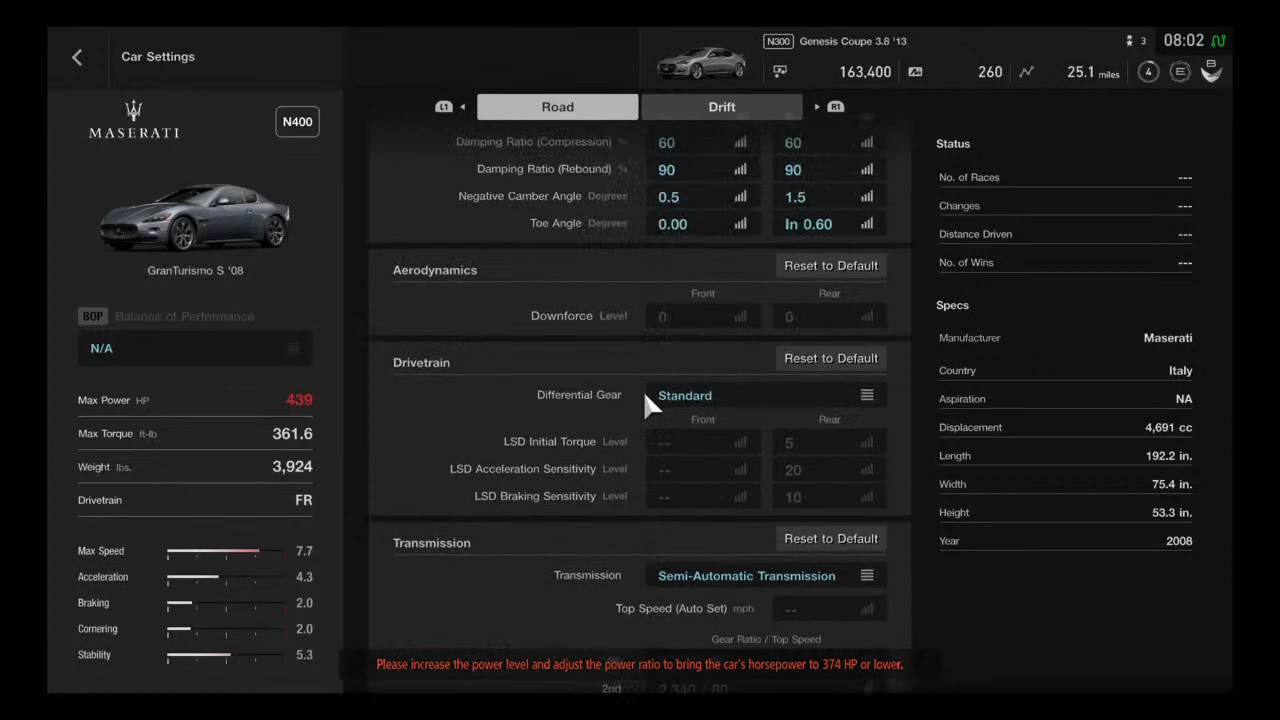 Car Settings
N300 Genesis Coupe 3.8 '13
3 08:02
163,400 260 25.1 miles 4 E B
MASERATI
N400
GranTurismo S '08
BOP Balance of Performance
N/A
Max Power HP 439
Max Torque ft-lb 361.6
Weight lbs. 3,924
Drivetrain FR
Max Speed 7.7
Acceleration 4.3
Braking 2.0
Cornering 2.0
Stability 5.3
L1 Road Drift R1
Damping Ratio (Compression) % 60 60
Damping Ratio (Rebound) % 90 90
Negative Camber Angle Degrees 0.5 1.5
Toe Angle Degrees 0.00 In 0.60
Aerodynamics Reset to Default
Front Rear
Downforce Level 0 0
Drivetrain Reset to Default
Differential Gear Standard
Front Rear
LSD Initial Torque Level -- 5
LSD Acceleration Sensitivity Level -- 20
LSD Braking Sensitivity Level -- 10
Transmission Reset to Default
Transmission Semi-Automatic Transmission
Top Speed (Auto Set) mph --
Gear Ratio / Top Speed
Please increase the power level and adjust the power ratio to bring the car's horsepower to 374 HP or lower.
2nd 2.340 / 80
Status
No. of Races ---
Changes ---
Distance Driven ---
No. of Wins ---
Specs
Manufacturer Maserati
Country Italy
Aspiration NA
Displacement 4,691 cc
Length 192.2 in.
Width 75.4 in.
Height 53.3 in.
Year 2008